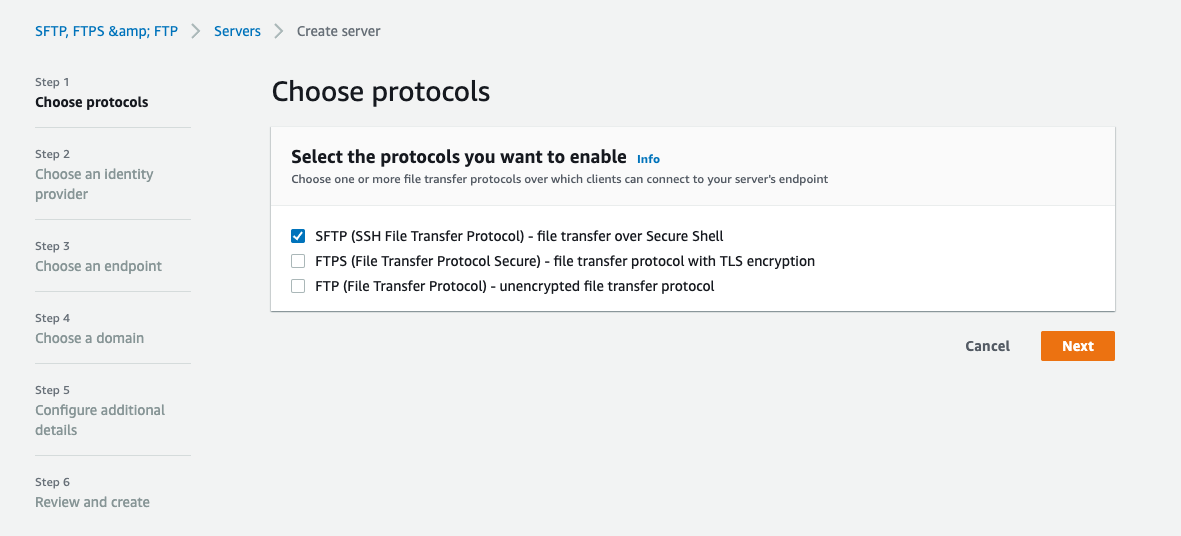 SFTP, FTPS &amp; FTP > Servers > Create server
Step 1
Choose protocols
Step 2
Choose an identity
provider
Step 3
Choose an endpoint
Step 4
Choose a domain
Step 5
Configure additional
details
Step 6
Review and create
Choose protocols
Select the protocols you want to enable Info
Choose one or more file transfer protocols over which clients can connect to your server's endpoint
SFTP (SSH File Transfer Protocol) - file transfer over Secure Shell
FTPS (File Transfer Protocol Secure) - file transfer protocol with TLS encryption
FTP (File Transfer Protocol) - unencrypted file transfer protocol
Cancel Next